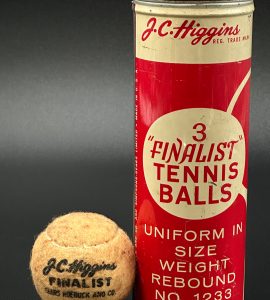 J.C. Higgins
REG. TRADE MARK
3
"FINALIST"
TENNIS
BALLS
UNIFORM IN
SIZE
WEIGHT
REBOUND
NO. 1233
J.C. Higgins
FINALIST
SEARS ROEBUCK AND CO.